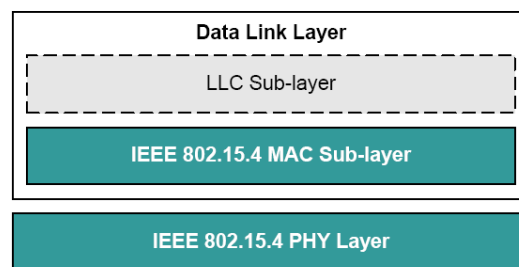 Data Link Layer
LLC Sub-layer
IEEE 802.15.4 MAC Sub-layer
IEEE 802.15.4 PHY Layer